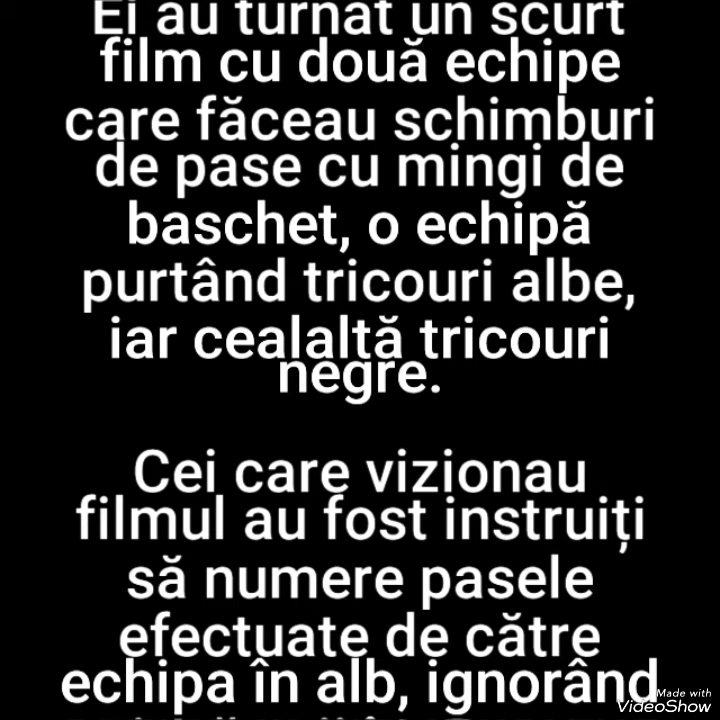 Ei au turnat un scurt
film cu două echipe
care făceau schimburi
de pase cu mingi de
baschet, o echipă
purtând tricouri albe,
iar cealaltă tricouri
negre.
Cei care vizionau
filmul au fost instruiți
să numere pasele
efectuate de către
echipa în alb, ignorând
Made with
VideoShow